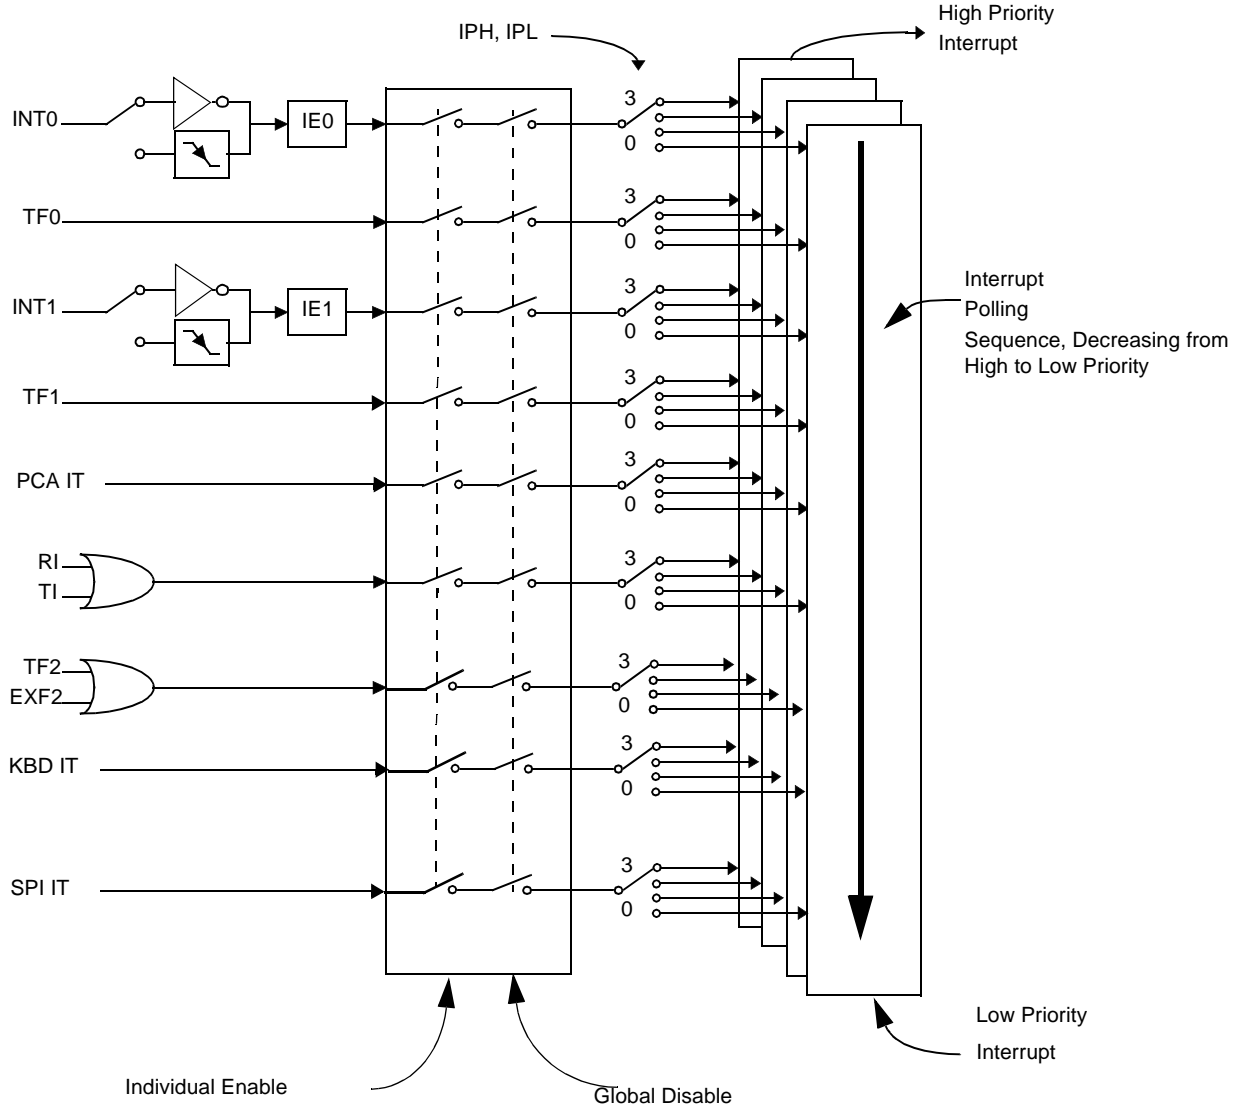 High Priority
Interrupt
IPH, IPL
INT0
IE0
3
0
TF0
3
0
INT1
IE1
3
0
Interrupt
Polling
Sequence, Decreasing from
High to Low Priority
TF1
3
0
PCA IT
3
0
RI
TI
3
0
TF2
EXF2
3
0
KBD IT
3
0
SPI IT
3
0
Low Priority
Interrupt
Individual Enable
Global Disable